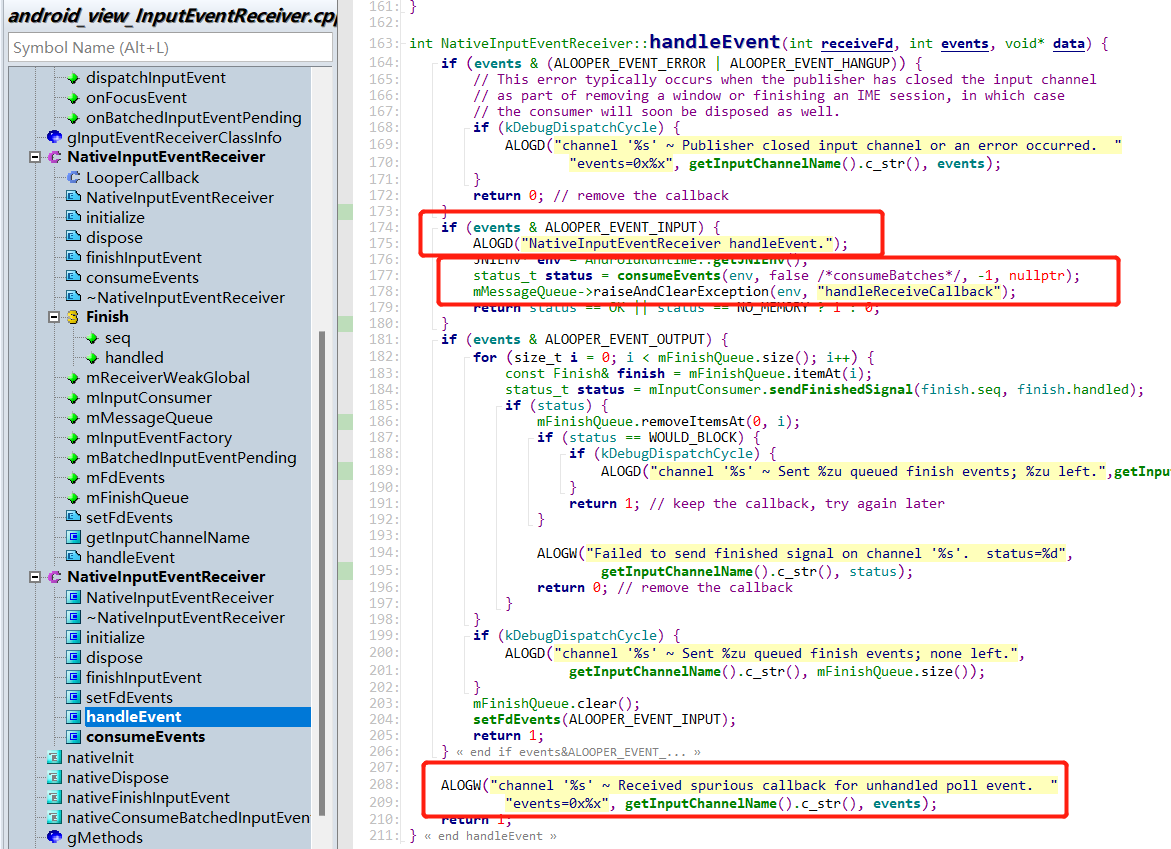 android_view_InputEventReceiver.cpp
Symbol Name (Alt+L)
dispatchInputEvent
onFocusEvent
onBatchedInputEventPending
gInputEventReceiverClassInfo
NativeInputEventReceiver
LooperCallback
NativeInputEventReceiver
initialize
dispose
finishInputEvent
consumeEvents
~NativeInputEventReceiver
Finish
seq
handled
mReceiverWeakGlobal
mInputConsumer
mMessageQueue
mInputEventFactory
mBatchedInputEventPending
mFdEvents
mFinishQueue
setFdEvents
getInputChannelName
handleEvent
NativeInputEventReceiver
NativeInputEventReceiver
~NativeInputEventReceiver
initialize
dispose
finishInputEvent
setFdEvents
handleEvent
consumeEvents
nativeInit
nativeDispose
nativeFinishInputEvent
nativeConsumeBatchedInputEven
gMethods
161: }
162:
163: int NativeInputEventReceiver::handleEvent(int receiveFd, int events, void* data) {
164: if (events & (ALOOPER_EVENT_ERROR | ALOOPER_EVENT_HANGUP)) {
165: // This error typically occurs when the publisher has closed the input channel
166: // as part of removing a window or finishing an IME session, in which case
167: // the consumer will soon be disposed as well.
168: if (kDebugDispatchCycle) {
169: ALOGD("channel '%s' ~ Publisher closed input channel or an error occurred.  "
170: "events=0x%x", getInputChannelName().c_str(), events);
171: }
172: return 0; // remove the callback
173: }
174: if (events & ALOOPER_EVENT_INPUT) {
175: ALOGD("NativeInputEventReceiver handleEvent.");
176: JNIEnv* env = AndroidRuntime::getJNIEnv();
177: status_t status = consumeEvents(env, false /*consumeBatches*/, -1, nullptr);
178: mMessageQueue->raiseAndClearException(env, "handleReceiveCallback");
179: return status == OK || status == NO_MEMORY ? 1 : 0;
180: }
181: if (events & ALOOPER_EVENT_OUTPUT) {
182: for (size_t i = 0; i < mFinishQueue.size(); i++) {
183: const Finish& finish = mFinishQueue.itemAt(i);
184: status_t status = mInputConsumer.sendFinishedSignal(finish.seq, finish.handled);
185: if (status) {
186: mFinishQueue.removeItemsAt(0, i);
187: if (status == WOULD_BLOCK) {
188: if (kDebugDispatchCycle) {
189: ALOGD("channel '%s' ~ Sent %zu queued finish events; %zu left.",getInpu
190: }
191: return 1; // keep the callback, try again later
192: }
193:
194: ALOGW("Failed to send finished signal on channel '%s'.  status=%d",
195: getInputChannelName().c_str(), status);
196: return 0; // remove the callback
197: }
198: }
199: if (kDebugDispatchCycle) {
200: ALOGD("channel '%s' ~ Sent %zu queued finish events; none left.",
201: getInputChannelName().c_str(), mFinishQueue.size());
202: }
203: mFinishQueue.clear();
204: setFdEvents(ALOOPER_EVENT_INPUT);
205: return 1;
206: } « end if events&ALOOPER_EVENT_... »
207:
208: ALOGW("channel '%s' ~ Received spurious callback for unhandled poll event.  "
209: "events=0x%x", getInputChannelName().c_str(), events);
210: return 1;
211: } « end handleEvent »